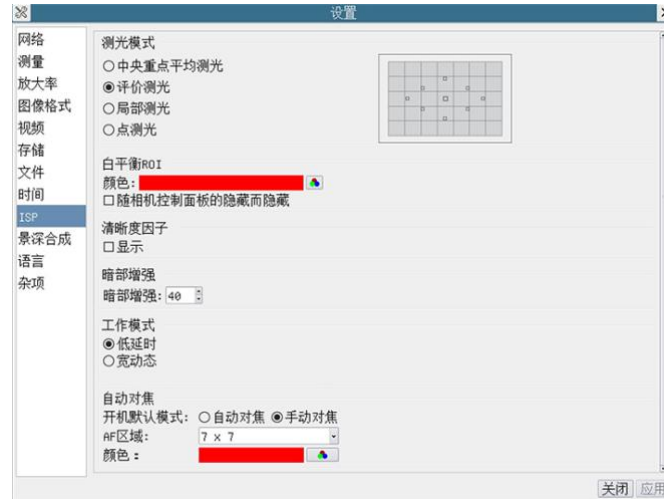 设置
网络
测量
放大率
图像格式
视频
存储
文件
时间
ISP
景深合成
语言
杂项
测光模式
中央重点平均测光
评价测光
局部测光
点测光
白平衡ROI
颜色:
随相机控制面板的隐藏而隐藏
清晰度因子
显示
暗部增强
暗部增强: 40
工作模式
低延时
宽动态
自动对焦
开机默认模式: 自动对焦 手动对焦
AF区域: 7 x 7
颜色:
关闭 应用